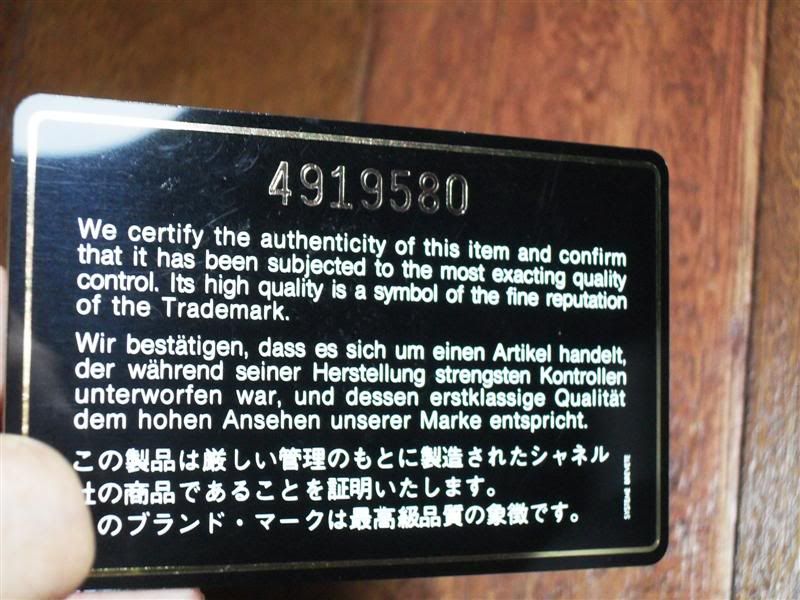 4919580
We certify the authenticity of this item and confirm
that it has been subjected to the most exacting quality
control. Its high quality is a symbol of the fine reputation
of the Trademark.
Wir bestätigen, dass es sich um einen Artikel handelt,
der während seiner Herstellung strengsten Kontrollen
unterworfen war, und dessen erstklassige Qualität
dem hohen Ansehen unserer Marke entspricht.
この製品は厳しい管理のもとに製造されたシャネル
社の商品であることを証明いたします。
のブランド・マークは最高級品質の象徴です。